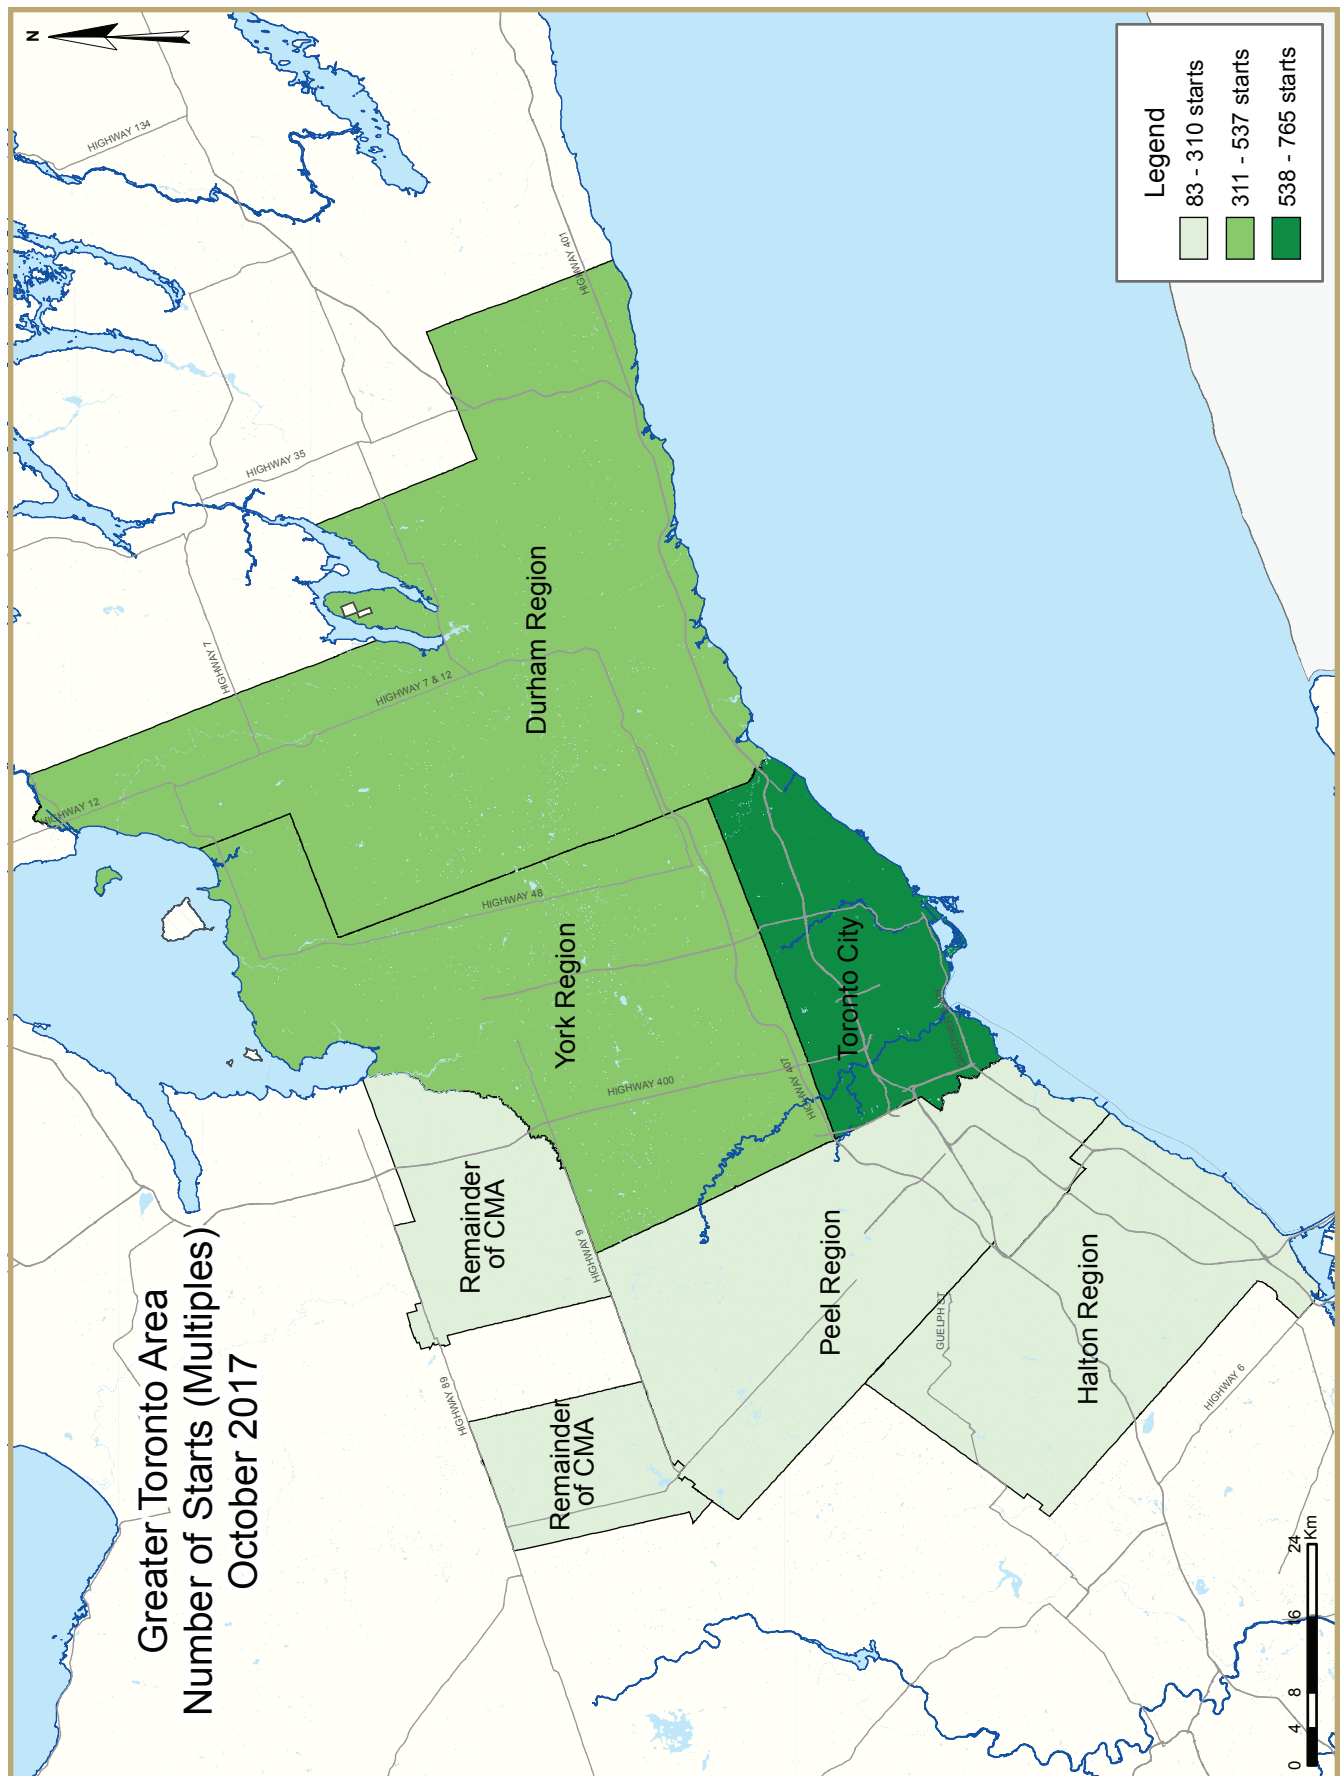 Greater Toronto Area
Number of Starts (Multiples)
October 2017
N
HIGHWAY 134
HIGHWAY 401
HIGHWAY 35
HIGHWAY 7
HIGHWAY 7 & 12
HIGHWAY 12
Durham Region
HIGHWAY 48
York Region
HIGHWAY 400
HIGHWAY 407
Toronto City
Remainder
of CMA
HIGHWAY 9
HIGHWAY 89
Remainder
of CMA
Peel Region
GUELPH ST
Halton Region
HIGHWAY 6
Legend
83 - 310 starts
311 - 537 starts
538 - 765 starts
0 4 8 16 24
Km